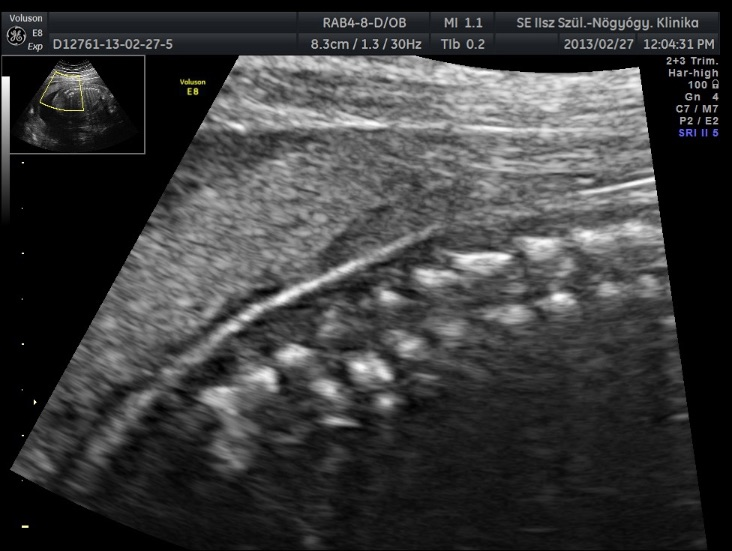 Voluson
E8
Exp
RAB4-8-D/OB
MI 1.1
SE IIsz Szül.-Nögyógy. Klinika
D12761-13-02-27-5
8.3cm / 1.3 / 30Hz
TIb 0.2
2013/02/27
12:04:31 PM
Voluson
E8
2+3 Trim.
Har-high
100
Gn 4
C7 / M7
P2 / E2
SRI II 5